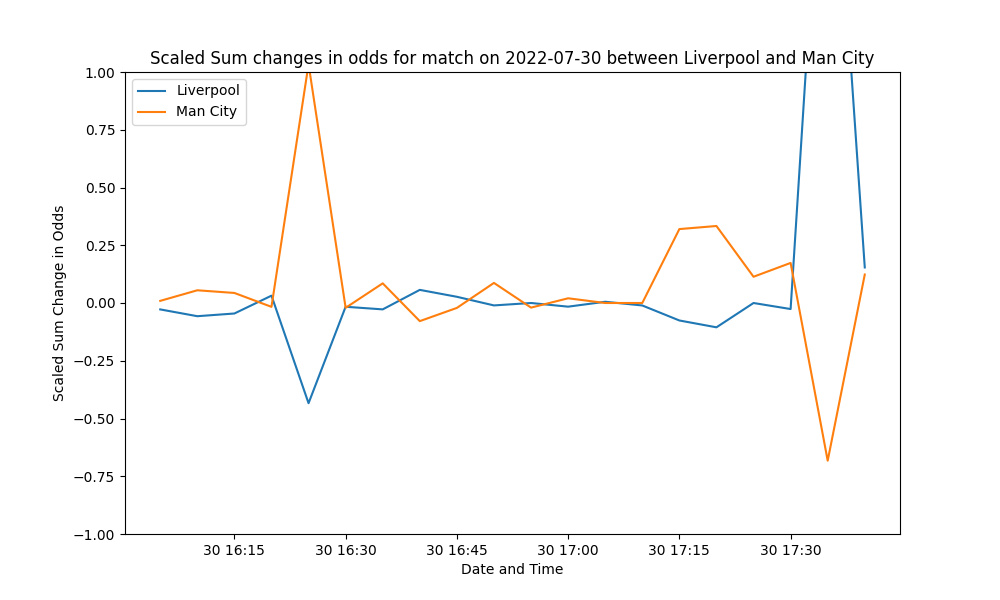 Scaled Sum changes in odds for match on 2022-07-30 between Liverpool and Man City
Liverpool
Man City
1.00
0.75
0.50
0.25
0.00
−0.25
−0.50
−0.75
−1.00
Scaled Sum Change in Odds
30 16:15 30 16:30 30 16:45 30 17:00 30 17:15 30 17:30
Date and Time